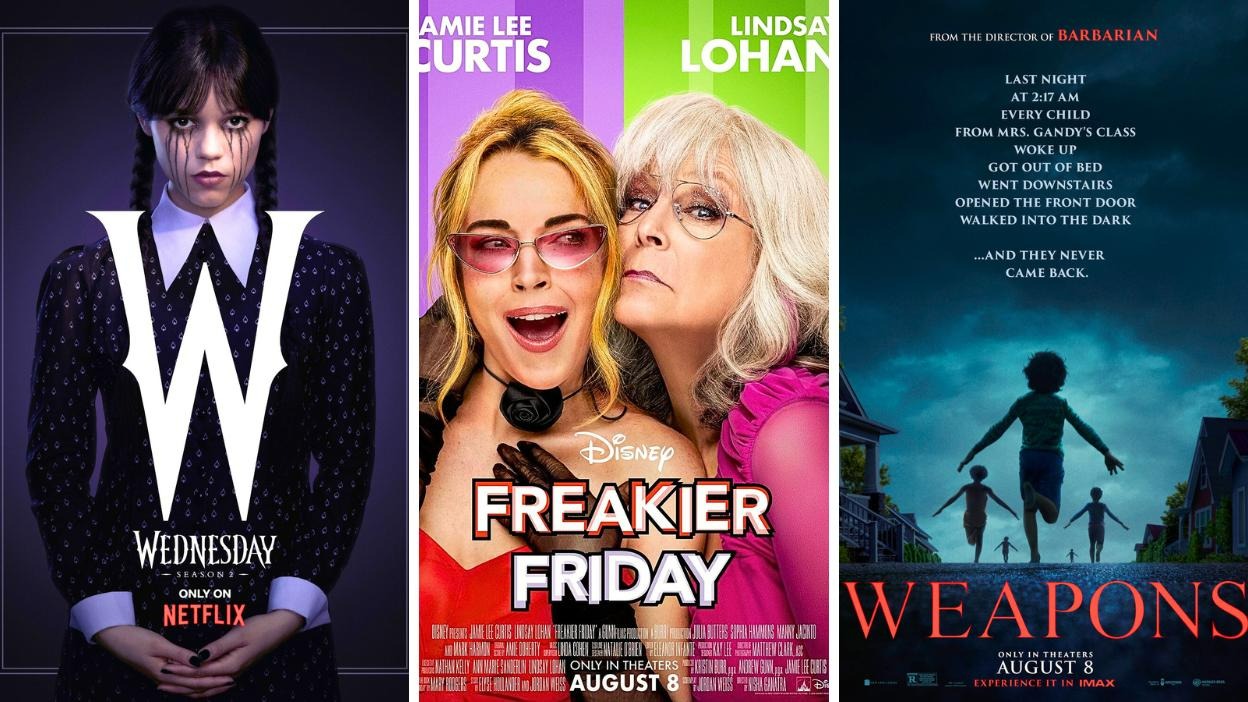 W
WEDNESDAY
SEASON 2
ONLY ON
NETFLIX
AMIE LEE
CURTIS
LINDSAY
LOHAN
DISNEY
FREAKIER
FRIDAY
ONLY IN THEATERS
AUGUST 8
FROM THE DIRECTOR OF BARBARIAN
LAST NIGHT
AT 2:17 AM
EVERY CHILD
FROM MRS. GANDY'S CLASS
WOKE UP
GOT OUT OF BED
WENT DOWNSTAIRS
OPENED THE FRONT DOOR
WALKED INTO THE DARK
...AND THEY NEVER
CAME BACK.
WEAPONS
ONLY IN THEATERS
AUGUST 8
R
EXPERIENCE IT IN IMAX